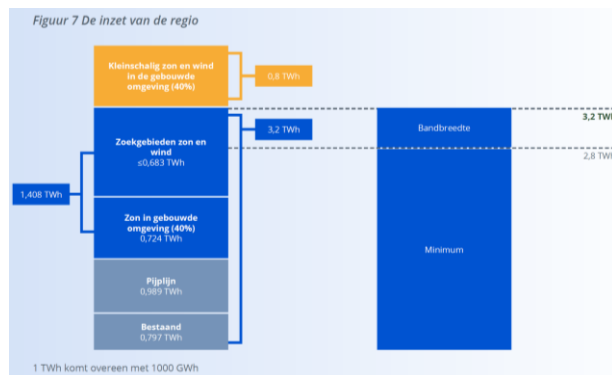 Figuur 7 De inzet van de regio
Kleinschalig zon en wind
in de gebouwde
omgeving (40%)
0,8 TWh
Zoekgebieden zon en
wind
≤0,683 TWh
3,2 TWh
1,408 TWh
Zon in gebouwde
omgeving (40%)
0,724 TWh
Pijplijn
0,989 TWh
Bestaand
0,797 TWh
Bandbreedte
Minimum
3,2 TW
2,8 TW
1 TWh komt overeen met 1000 GWh